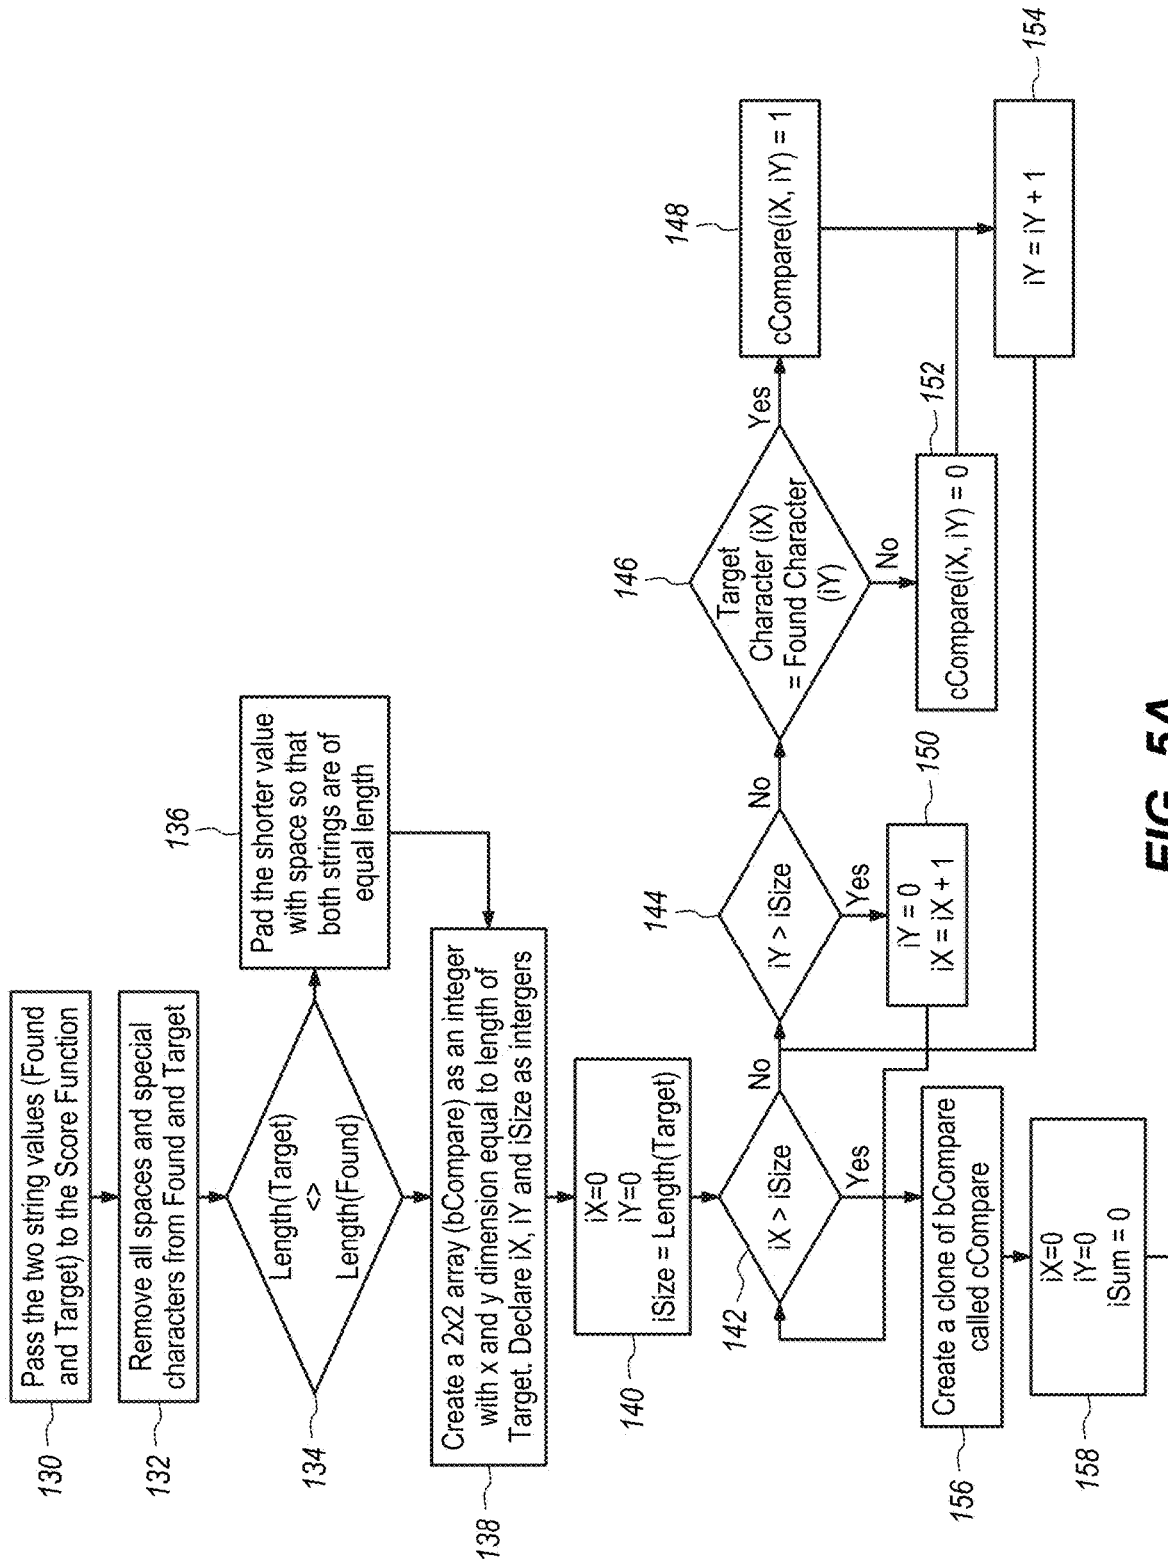 130
Pass the two string values (Found
and Target) to the Score Function
132
Remove all spaces and special
characters from Found and Target
134
Length(Target)
<>
Length(Found)
136
Pad the shorter value
with space so that
both strings are of
equal length
138
Create a 2x2 array (bCompare) as an integer
with x and y dimension equal to length of
Target. Declare iX, iY and iSize as intergers
140
iX=0
iY=0
iSize = Length(Target)
142
iX > iSize
No
Yes
144
iY > iSize
No
Yes
146
Target
Character (iX)
= Found Character
(iY)
Yes
No
148
cCompare(iX, iY) = 1
150
iY = 0
iX = iX + 1
152
cCompare(iX, iY) = 0
154
iY = iY + 1
156
Create a clone of bCompare
called cCompare
158
iX=0
iY=0
iSum = 0
FIG. 5A